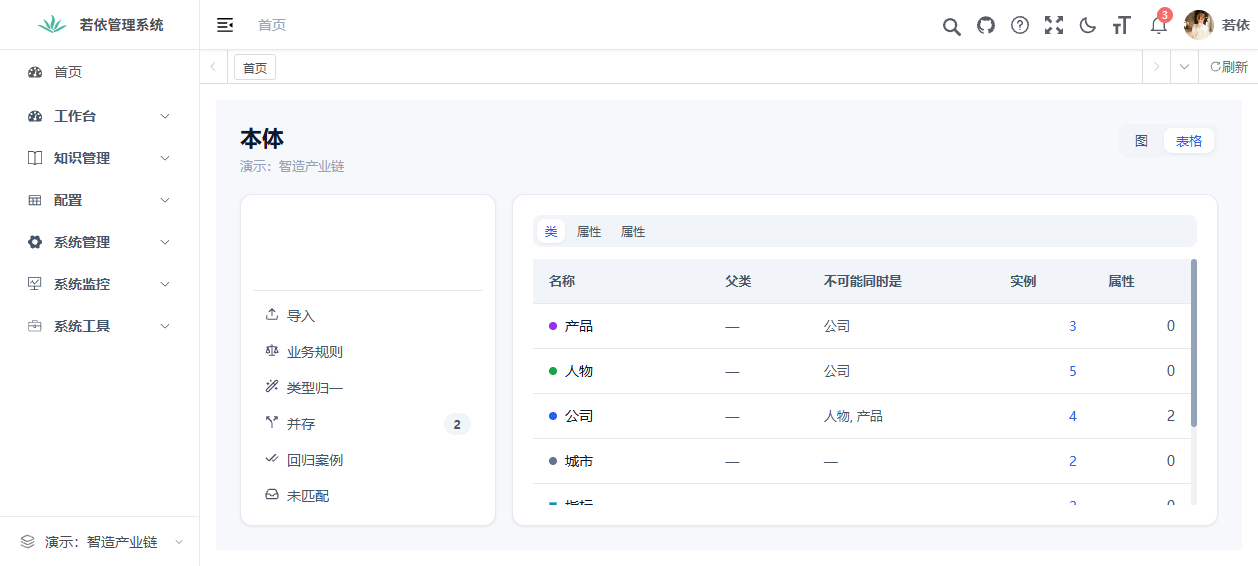 若依管理系统
首页
3
若依
首页
工作台
知识管理
配置
系统管理
系统监控
系统工具
演示：智造产业链
首页
刷新
本体
演示：智造产业链
图 表格
导入
业务规则
类型归一
并存 2
回归案例
未匹配
类 属性 属性
名称 父类 不可能同时是 实例 属性
产品 — 公司 3 0
人物 — 公司 5 0
公司 — 人物, 产品 4 2
城市 — — 2 0